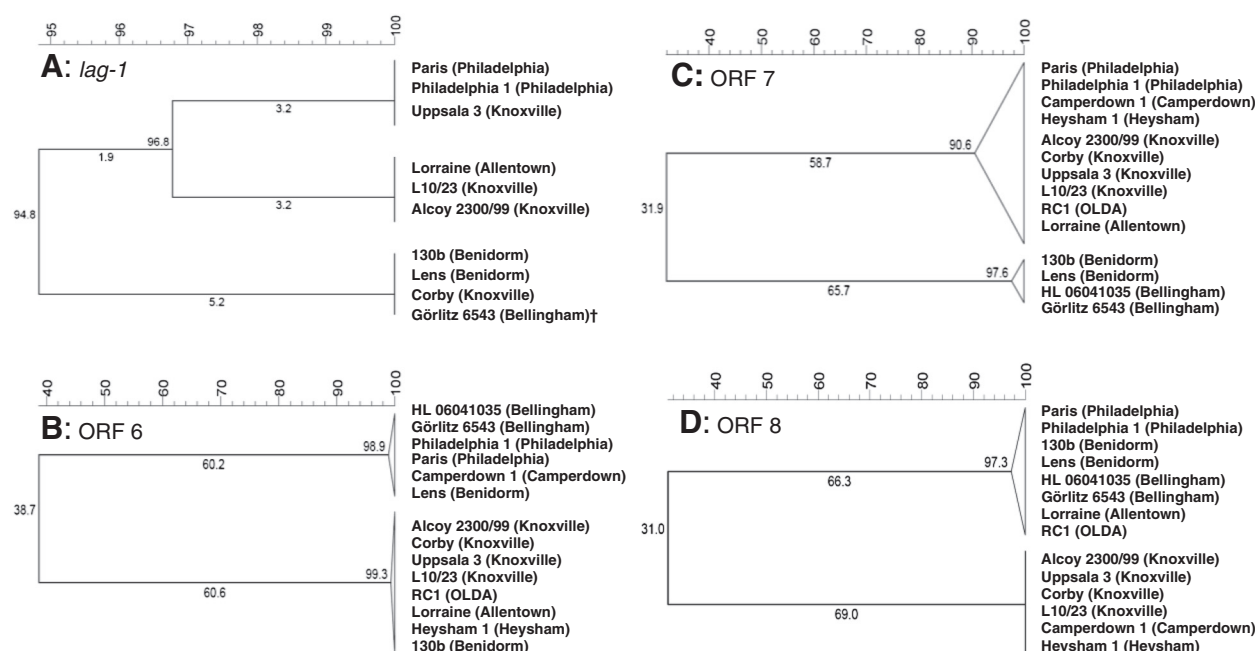 95 96 97 98 99 100
A: lag-1
Paris (Philadelphia)
Philadelphia 1 (Philadelphia)
Uppsala 3 (Knoxville)
3.2
96.8
1.9
Lorraine (Allentown)
L10/23 (Knoxville)
Alcoy 2300/99 (Knoxville)
3.2
94.8
130b (Benidorm)
Lens (Benidorm)
Corby (Knoxville)
Görlitz 6543 (Bellingham)†
5.2
40 50 60 70 80 90 100
B: ORF 6
HL 06041035 (Bellingham)
Görlitz 6543 (Bellingham)
Philadelphia 1 (Philadelphia)
Paris (Philadelphia)
Camperdown 1 (Camperdown)
Lens (Benidorm)
98.9
60.2
38.7
Alcoy 2300/99 (Knoxville)
Corby (Knoxville)
Uppsala 3 (Knoxville)
L10/23 (Knoxville)
RC1 (OLDA)
Lorraine (Allentown)
Heysham 1 (Heysham)
130b (Benidorm)
99.3
60.6
40 50 60 70 80 90 100
C: ORF 7
Paris (Philadelphia)
Philadelphia 1 (Philadelphia)
Camperdown 1 (Camperdown)
Heysham 1 (Heysham)
Alcoy 2300/99 (Knoxville)
Corby (Knoxville)
Uppsala 3 (Knoxville)
L10/23 (Knoxville)
RC1 (OLDA)
Lorraine (Allentown)
90.6
58.7
31.9
130b (Benidorm)
Lens (Benidorm)
HL 06041035 (Bellingham)
Görlitz 6543 (Bellingham)
97.6
65.7
40 50 60 70 80 90 100
D: ORF 8
Paris (Philadelphia)
Philadelphia 1 (Philadelphia)
130b (Benidorm)
Lens (Benidorm)
HL 06041035 (Bellingham)
Görlitz 6543 (Bellingham)
Lorraine (Allentown)
RC1 (OLDA)
97.3
66.3
31.0
Alcoy 2300/99 (Knoxville)
Uppsala 3 (Knoxville)
Corby (Knoxville)
L10/23 (Knoxville)
Camperdown 1 (Camperdown)
Heysham 1 (Heysham)
69.0